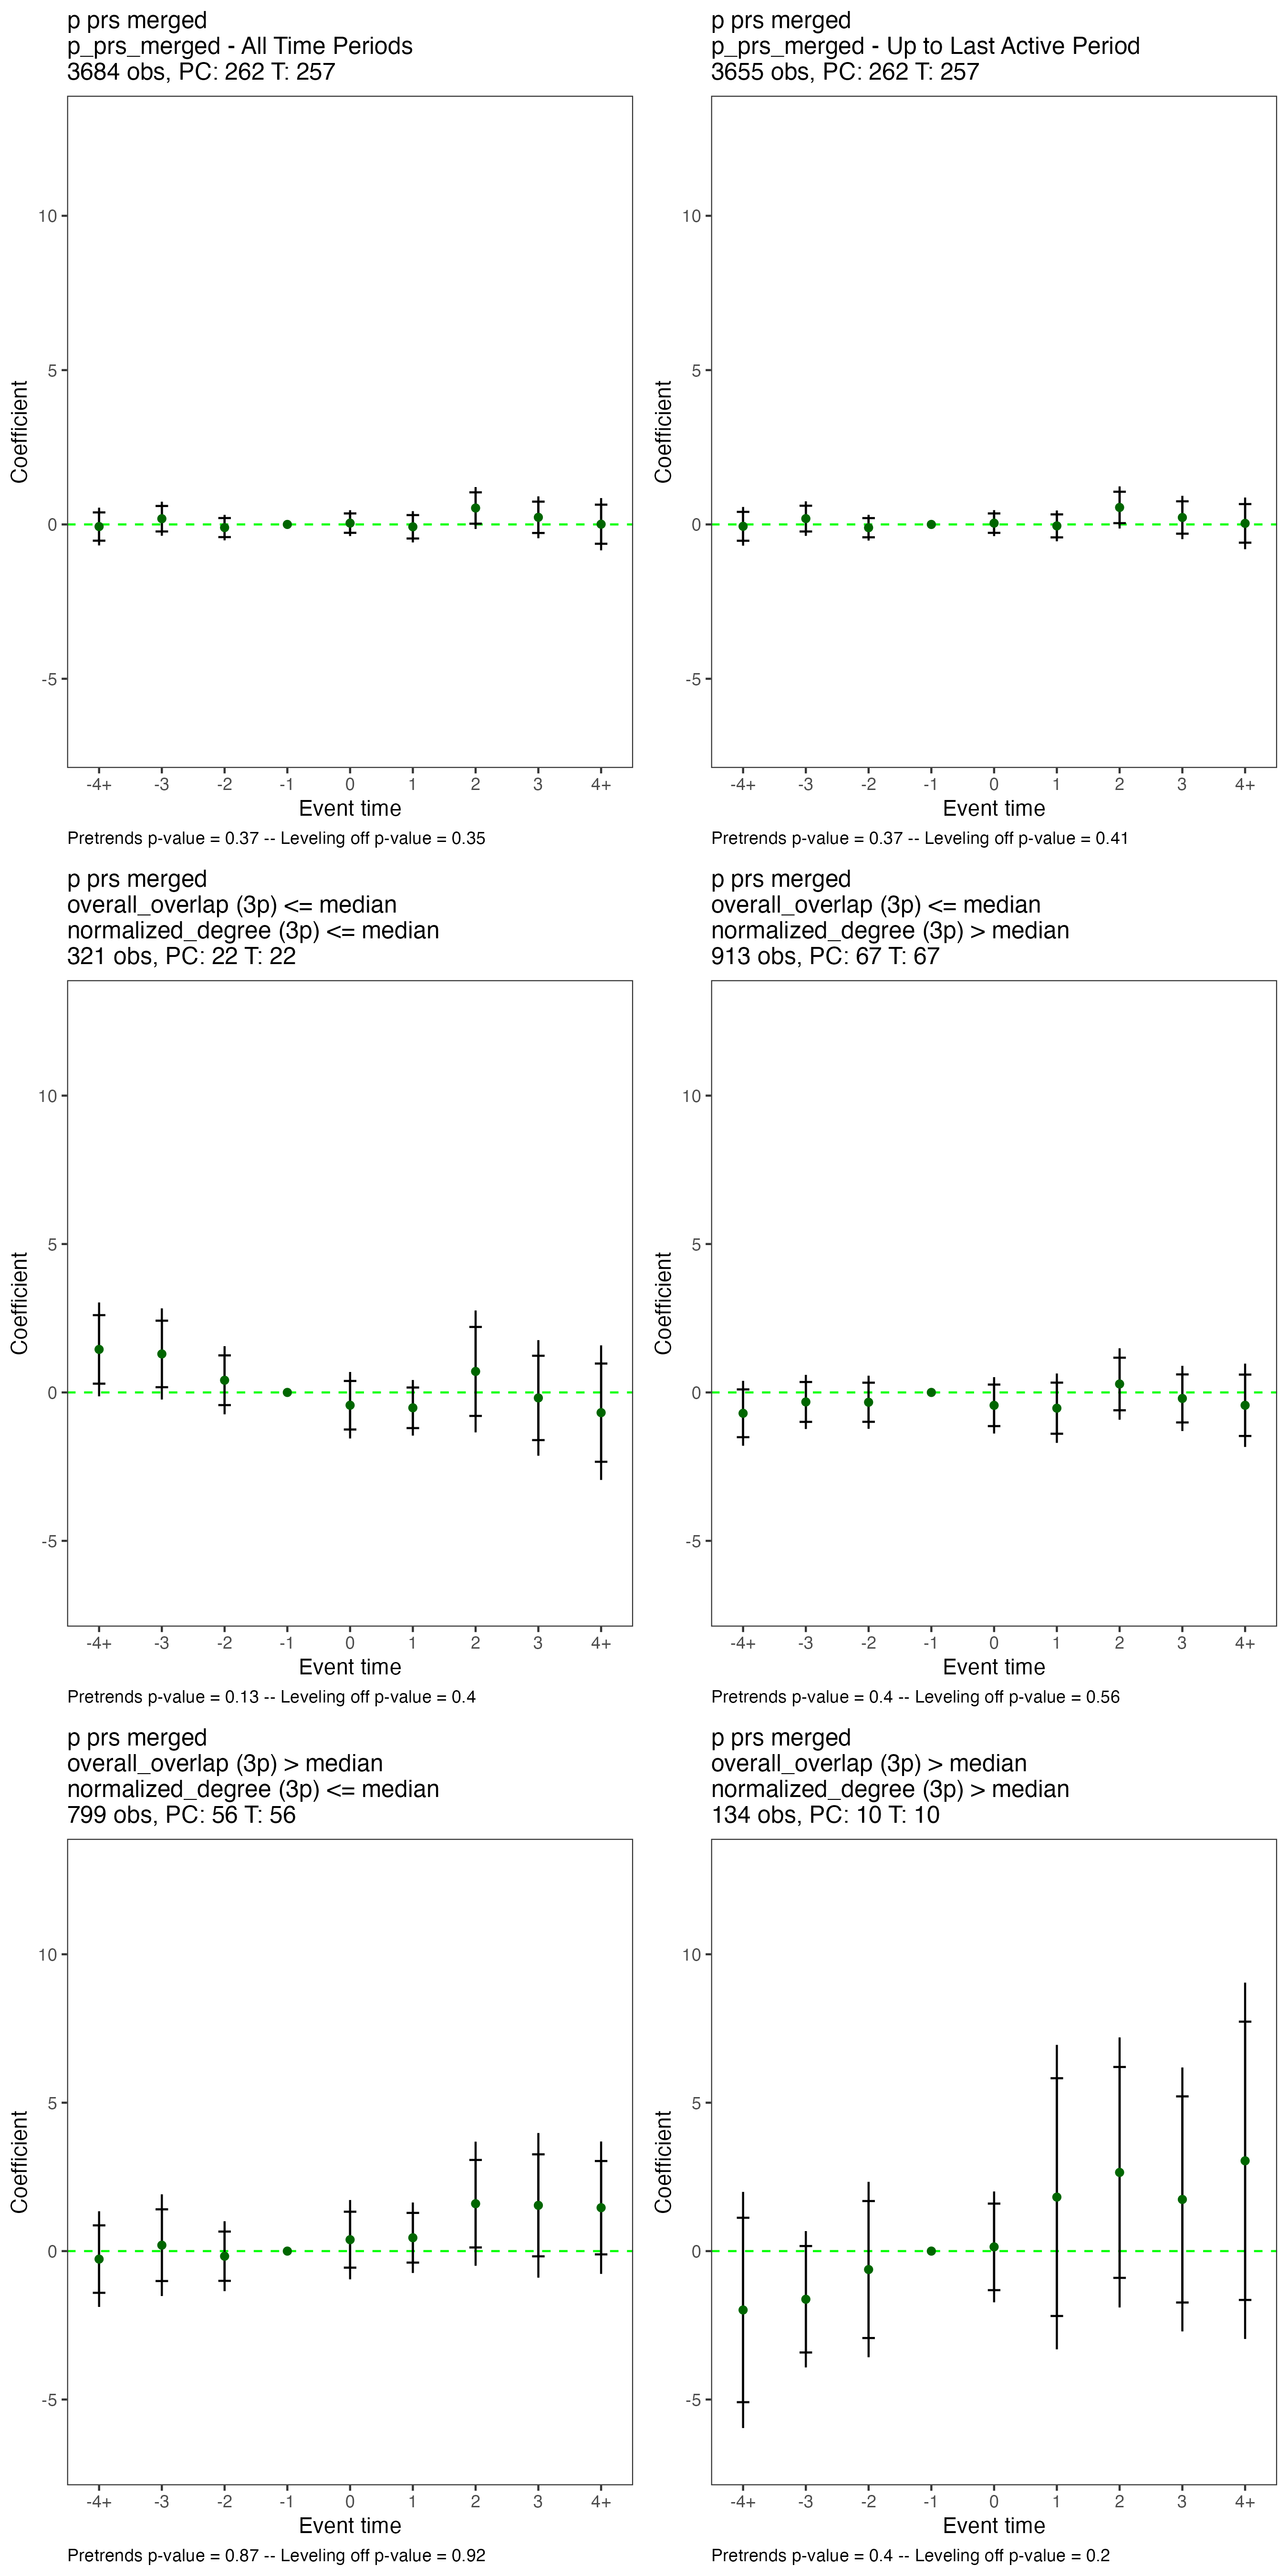 p prs merged
p_prs_merged - All Time Periods
3684 obs, PC: 262 T: 257
10
5
0
-5
Coefficient
-4+ -3 -2 -1 0 1 2 3 4+
Event time
Pretrends p-value = 0.37 -- Leveling off p-value = 0.35
p prs merged
p_prs_merged - Up to Last Active Period
3655 obs, PC: 262 T: 257
10
5
0
-5
Coefficient
-4+ -3 -2 -1 0 1 2 3 4+
Event time
Pretrends p-value = 0.37 -- Leveling off p-value = 0.41
p prs merged
overall_overlap (3p) <= median
normalized_degree (3p) <= median
321 obs, PC: 22 T: 22
10
5
0
-5
Coefficient
-4+ -3 -2 -1 0 1 2 3 4+
Event time
Pretrends p-value = 0.13 -- Leveling off p-value = 0.4
p prs merged
overall_overlap (3p) <= median
normalized_degree (3p) > median
913 obs, PC: 67 T: 67
10
5
0
-5
Coefficient
-4+ -3 -2 -1 0 1 2 3 4+
Event time
Pretrends p-value = 0.4 -- Leveling off p-value = 0.56
p prs merged
overall_overlap (3p) > median
normalized_degree (3p) <= median
799 obs, PC: 56 T: 56
10
5
0
-5
Coefficient
-4+ -3 -2 -1 0 1 2 3 4+
Event time
Pretrends p-value = 0.87 -- Leveling off p-value = 0.92
p prs merged
overall_overlap (3p) > median
normalized_degree (3p) > median
134 obs, PC: 10 T: 10
10
5
0
-5
Coefficient
-4+ -3 -2 -1 0 1 2 3 4+
Event time
Pretrends p-value = 0.4 -- Leveling off p-value = 0.2